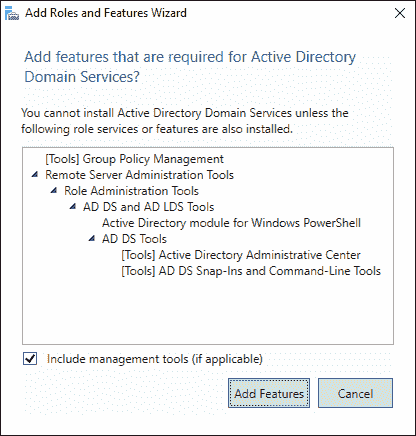 Add Roles and Features Wizard
Add features that are required for Active Directory
Domain Services?
You cannot install Active Directory Domain Services unless the
following role services or features are also installed.
[Tools] Group Policy Management
Remote Server Administration Tools
Role Administration Tools
AD DS and AD LDS Tools
Active Directory module for Windows PowerShell
AD DS Tools
[Tools] Active Directory Administrative Center
[Tools] AD DS Snap-Ins and Command-Line Tools
Include management tools (if applicable)
Add Features
Cancel